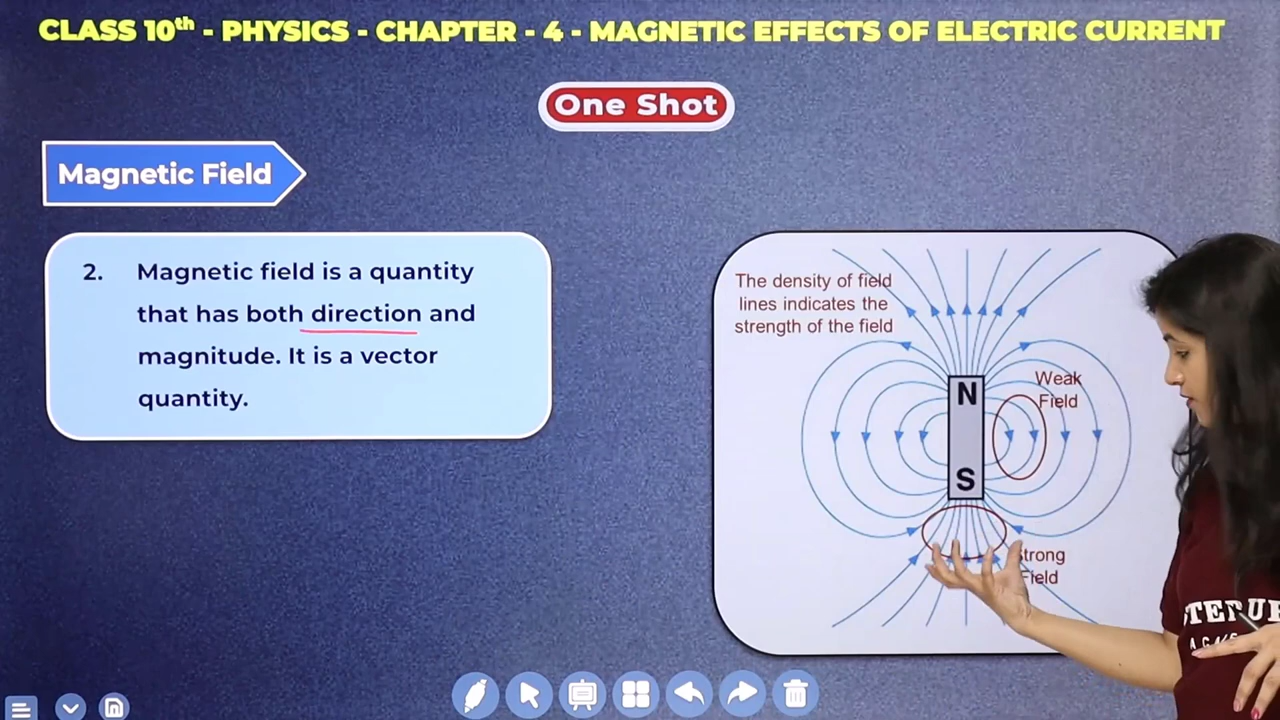 CLASS 10th - PHYSICS - CHAPTER - 4 - MAGNETIC EFFECTS OF ELECTRIC CURRENT
One Shot
Magnetic Field
2. Magnetic field is a quantity
that has both direction and
magnitude. It is a vector
quantity.
The density of field
lines indicates the
strength of the field
Weak
Field
N
S
Strong
Field